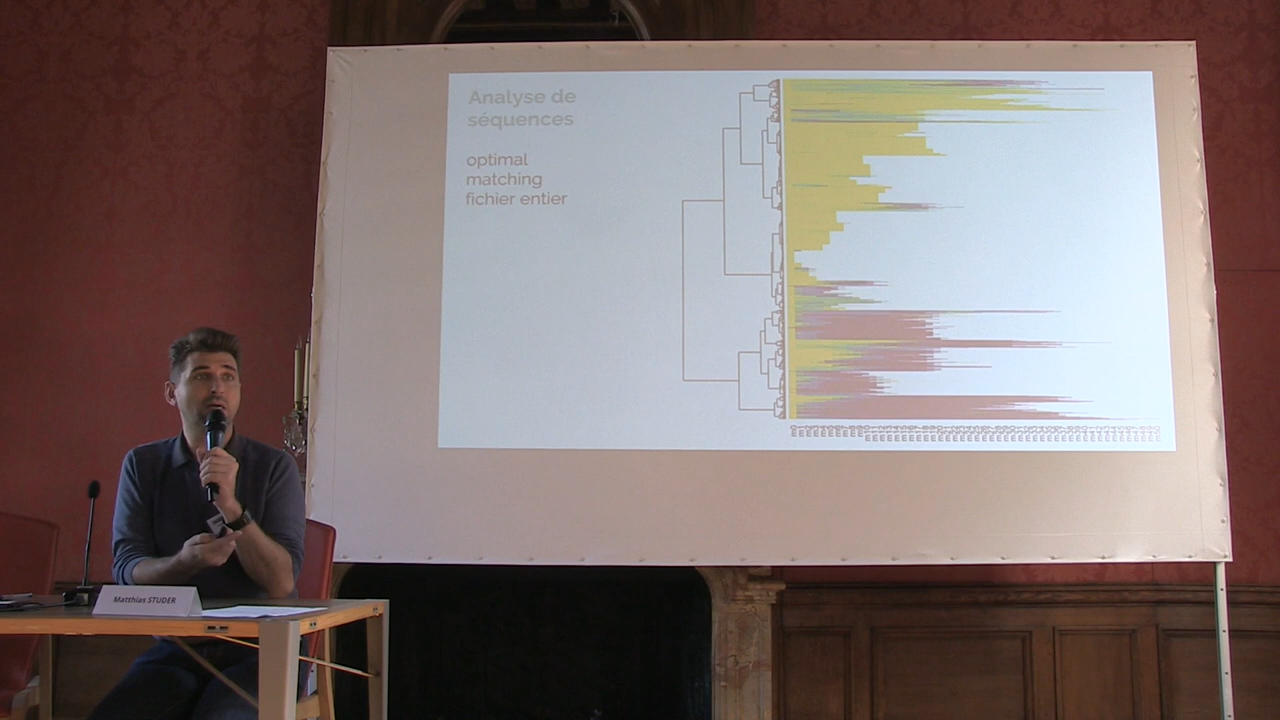 Analyse de
séquences
optimal
matching
fichier entier
Matthias STUDER